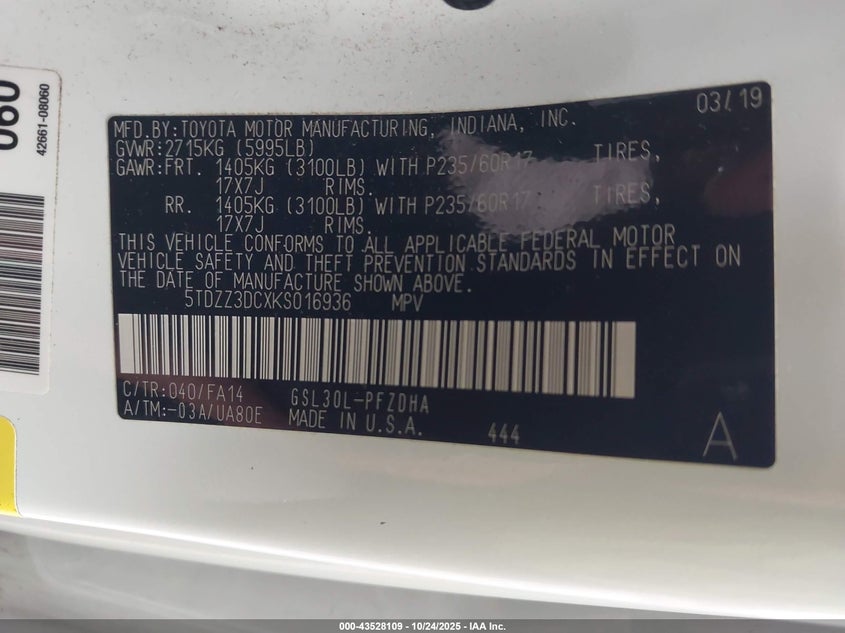 060
42661-08060
03/19
MFD.BY:TOYOTA MOTOR MANUFACTURING, INDIANA, INC.
GVWR:2715KG (5995LB)
GAWR:FRT. 1405KG (3100LB) WITH P235/60R17 TIRES,
17X7J RIMS.
RR. 1405KG (3100LB) WITH P235/60R17 TIRES,
17X7J RIMS.
THIS VEHICLE CONFORMS TO ALL APPLICABLE FEDERAL MOTOR
VEHICLE SAFETY AND THEFT PREVENTION STANDARDS IN EFFECT ON
THE DATE OF MANUFACTURE SHOWN ABOVE.
5TDZZ3DCXKS016936 MPV
C/TR:040/FA14 GSL30L-PFZDHA
A/TM:-03A/UA80E MADE IN U.S.A. 444
A
000-43528109 - 10/24/2025 - IAA Inc.